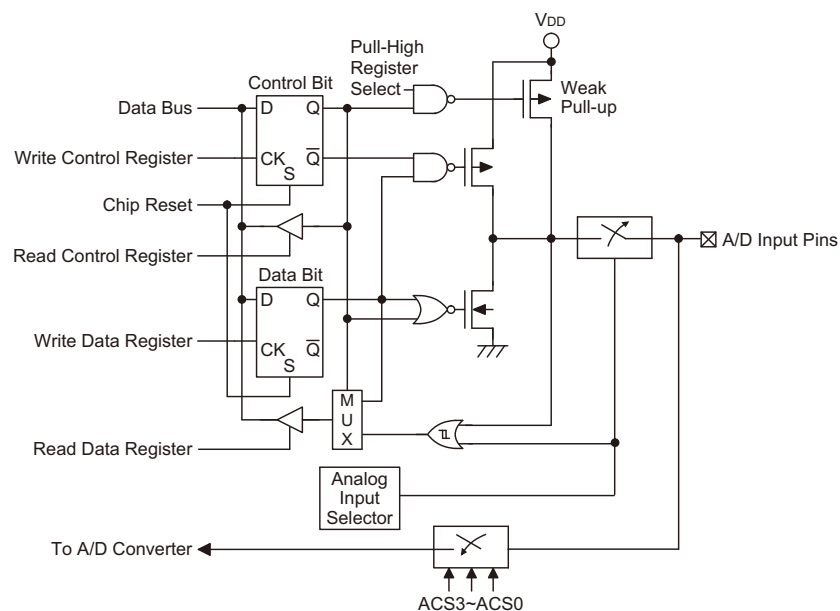 VDD
Pull-High
Register
Select
Weak
Pull-up
Control Bit
Data Bus
D
Q
Write Control Register
CK
Q
S
Chip Reset
Read Control Register
A/D Input Pins
Data Bit
D
Q
Write Data Register
CK
Q
S
M
U
X
Read Data Register
Analog
Input
Selector
To A/D Converter
ACS3~ACS0